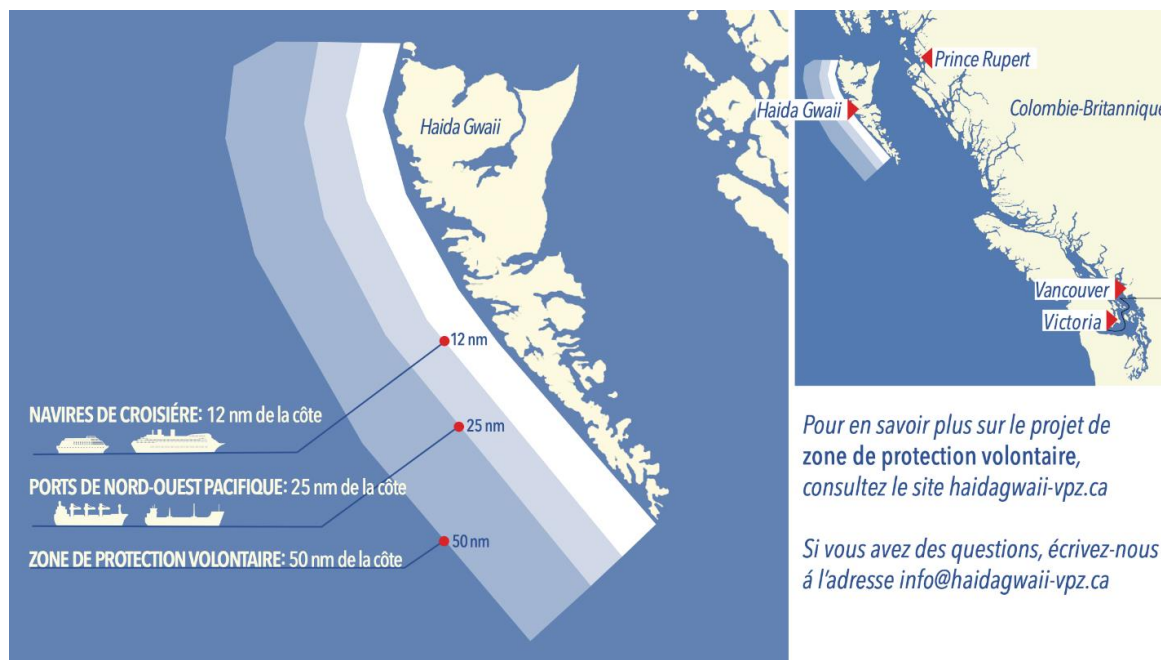 Haida Gwaii
12 nm
NAVIRES DE CROISIÉRE: 12 nm de la côte
25 nm
PORTS DE NORD-OUEST PACIFIQUE: 25 nm de la côte
50 nm
ZONE DE PROTECTION VOLONTAIRE: 50 nm de la côte
Prince Rupert
Haida Gwaii
Colombie-Britannique
Vancouver
Victoria
Pour en savoir plus sur le projet de
zone de protection volontaire,
consultez le site haidagwaii-vpz.ca
Si vous avez des questions, écrivez-nous
á l'adresse info@haidagwaii-vpz.ca